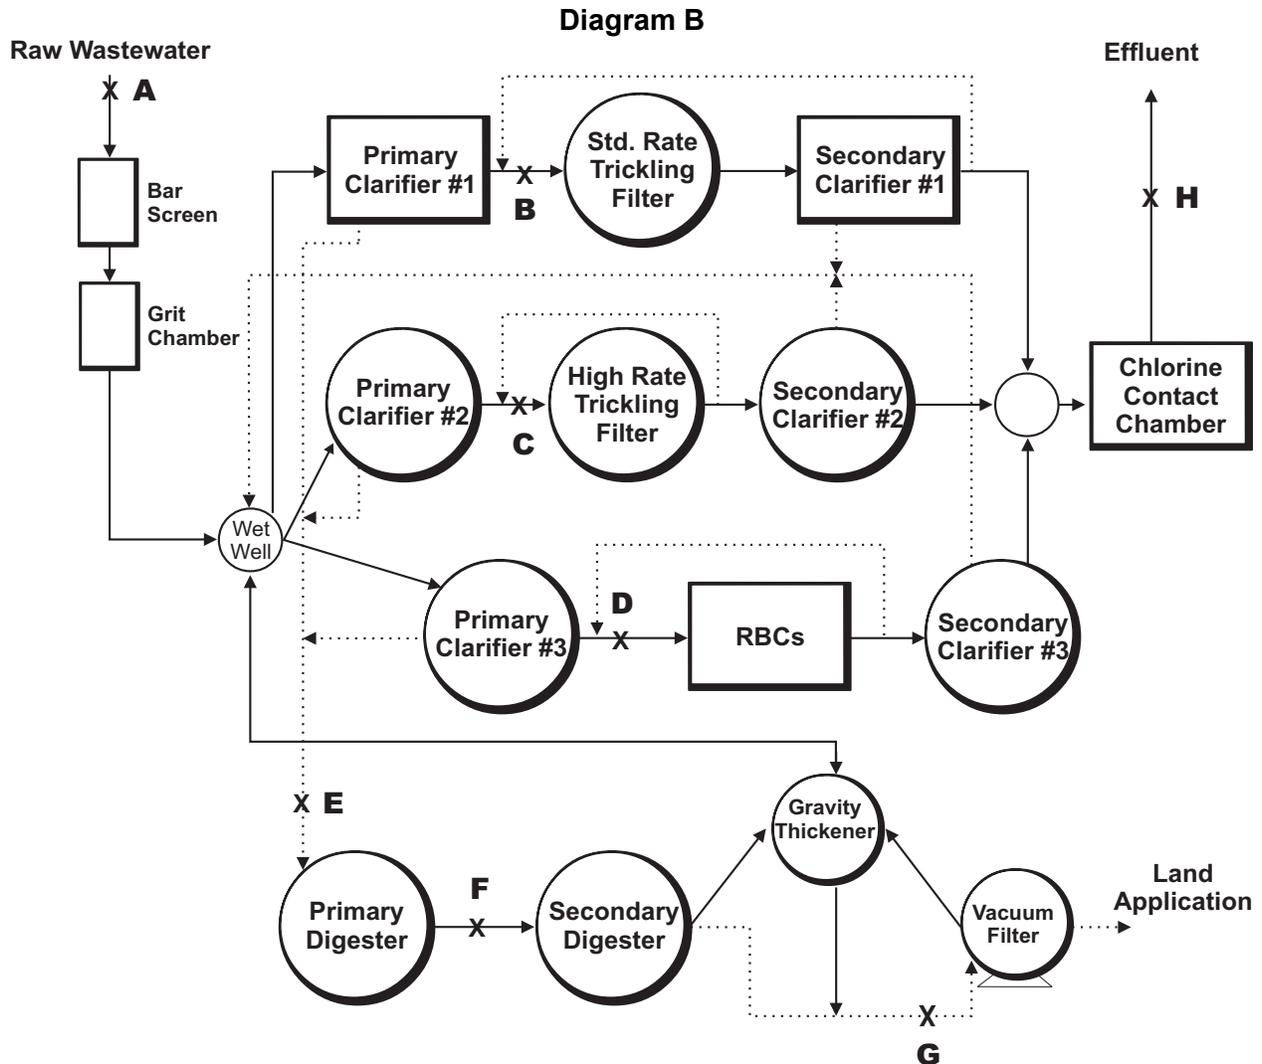 Diagram B
Raw Wastewater
Effluent
X A
Primary
Clarifier #1
Std. Rate
Trickling
Filter
Secondary
Clarifier #1
X
B
Bar
Screen
X H
Grit
Chamber
Primary
Clarifier #2
High Rate
Trickling
Filter
Secondary
Clarifier #2
Chlorine
Contact
Chamber
X
C
Wet
Well
Primary
Clarifier #3
D
X
RBCs
Secondary
Clarifier #3
X E
Gravity
Thickener
Primary
Digester
F
X
Secondary
Digester
Vacuum
Filter
Land
Application
X
G